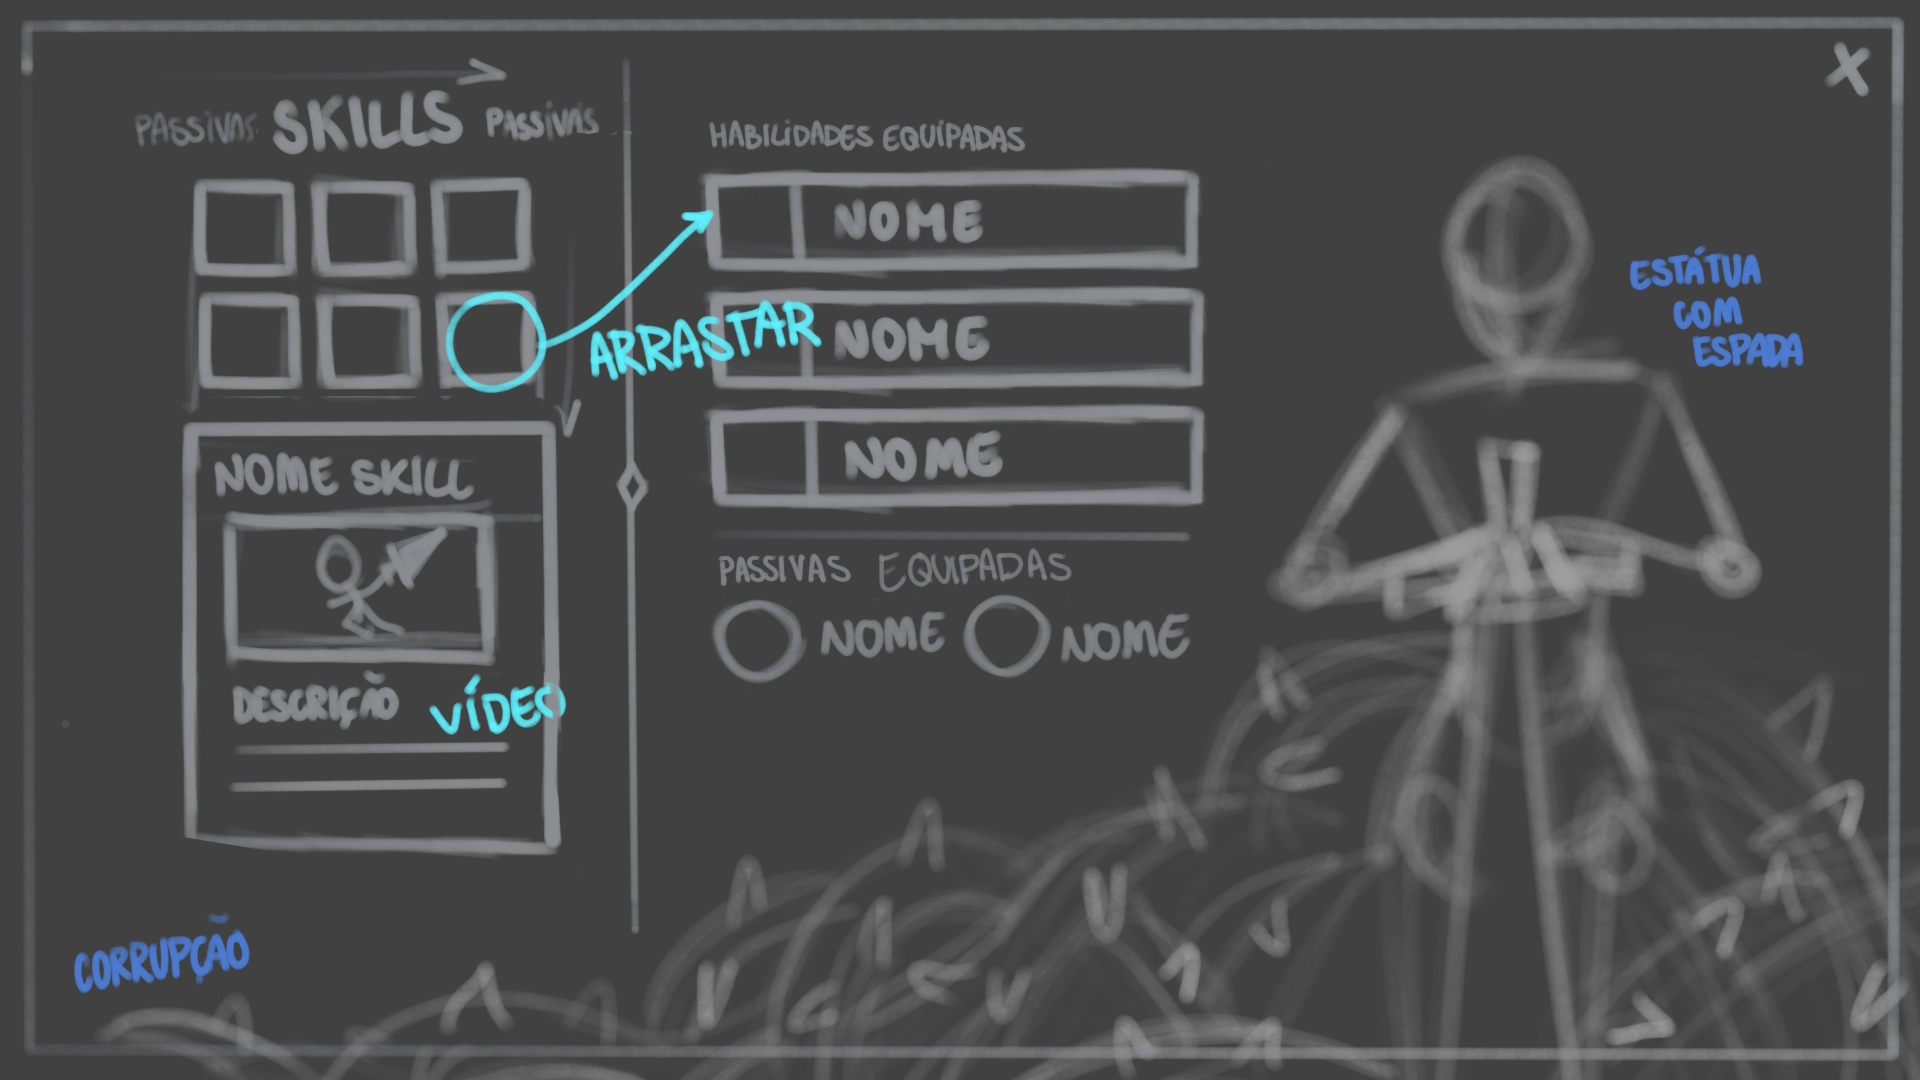 PASSIVAS SKILLS PASSIVAS
X
HABILIDADES EQUIPADAS
NOME
ARRASTAR
NOME
NOME
NOME SKILL
DESCRIÇÃO
VÍDEO
PASSIVAS EQUIPADAS
NOME NOME
ESTÁTUA
COM
ESPADA
CORRUPÇÃO